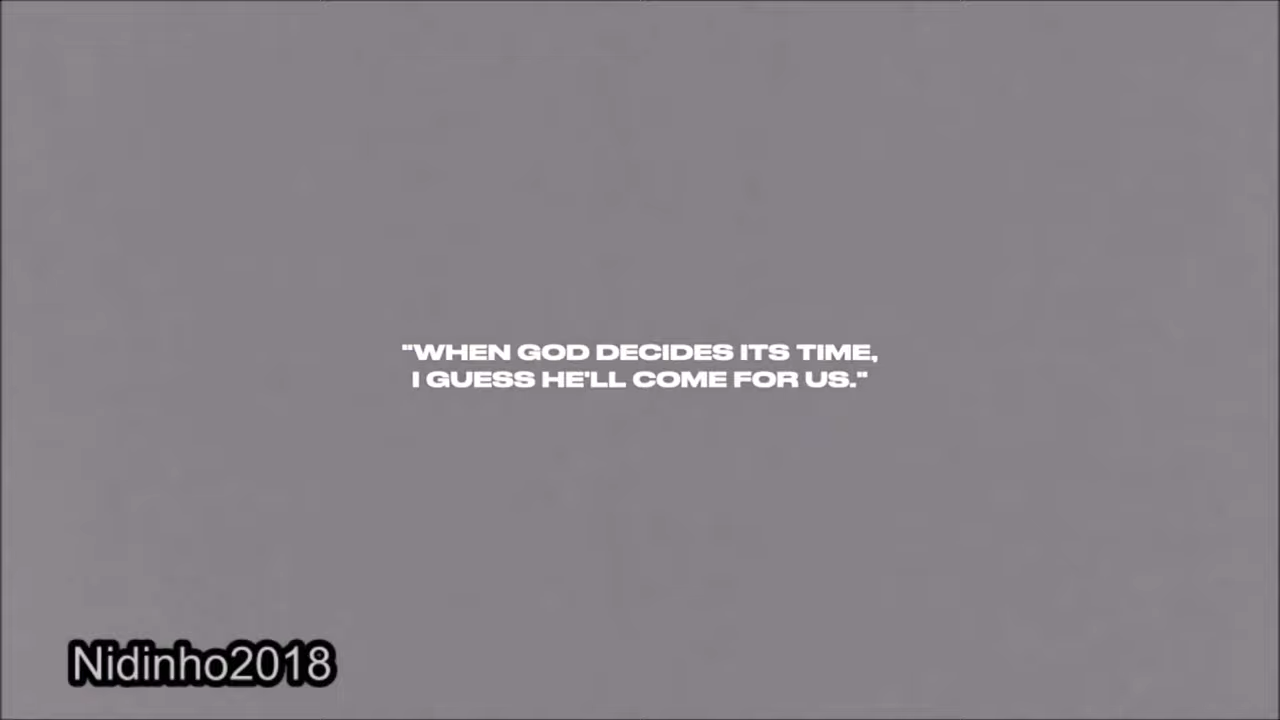 "WHEN GOD DECIDES ITS TIME,
I GUESS HE'LL COME FOR US."
Nidinho2018